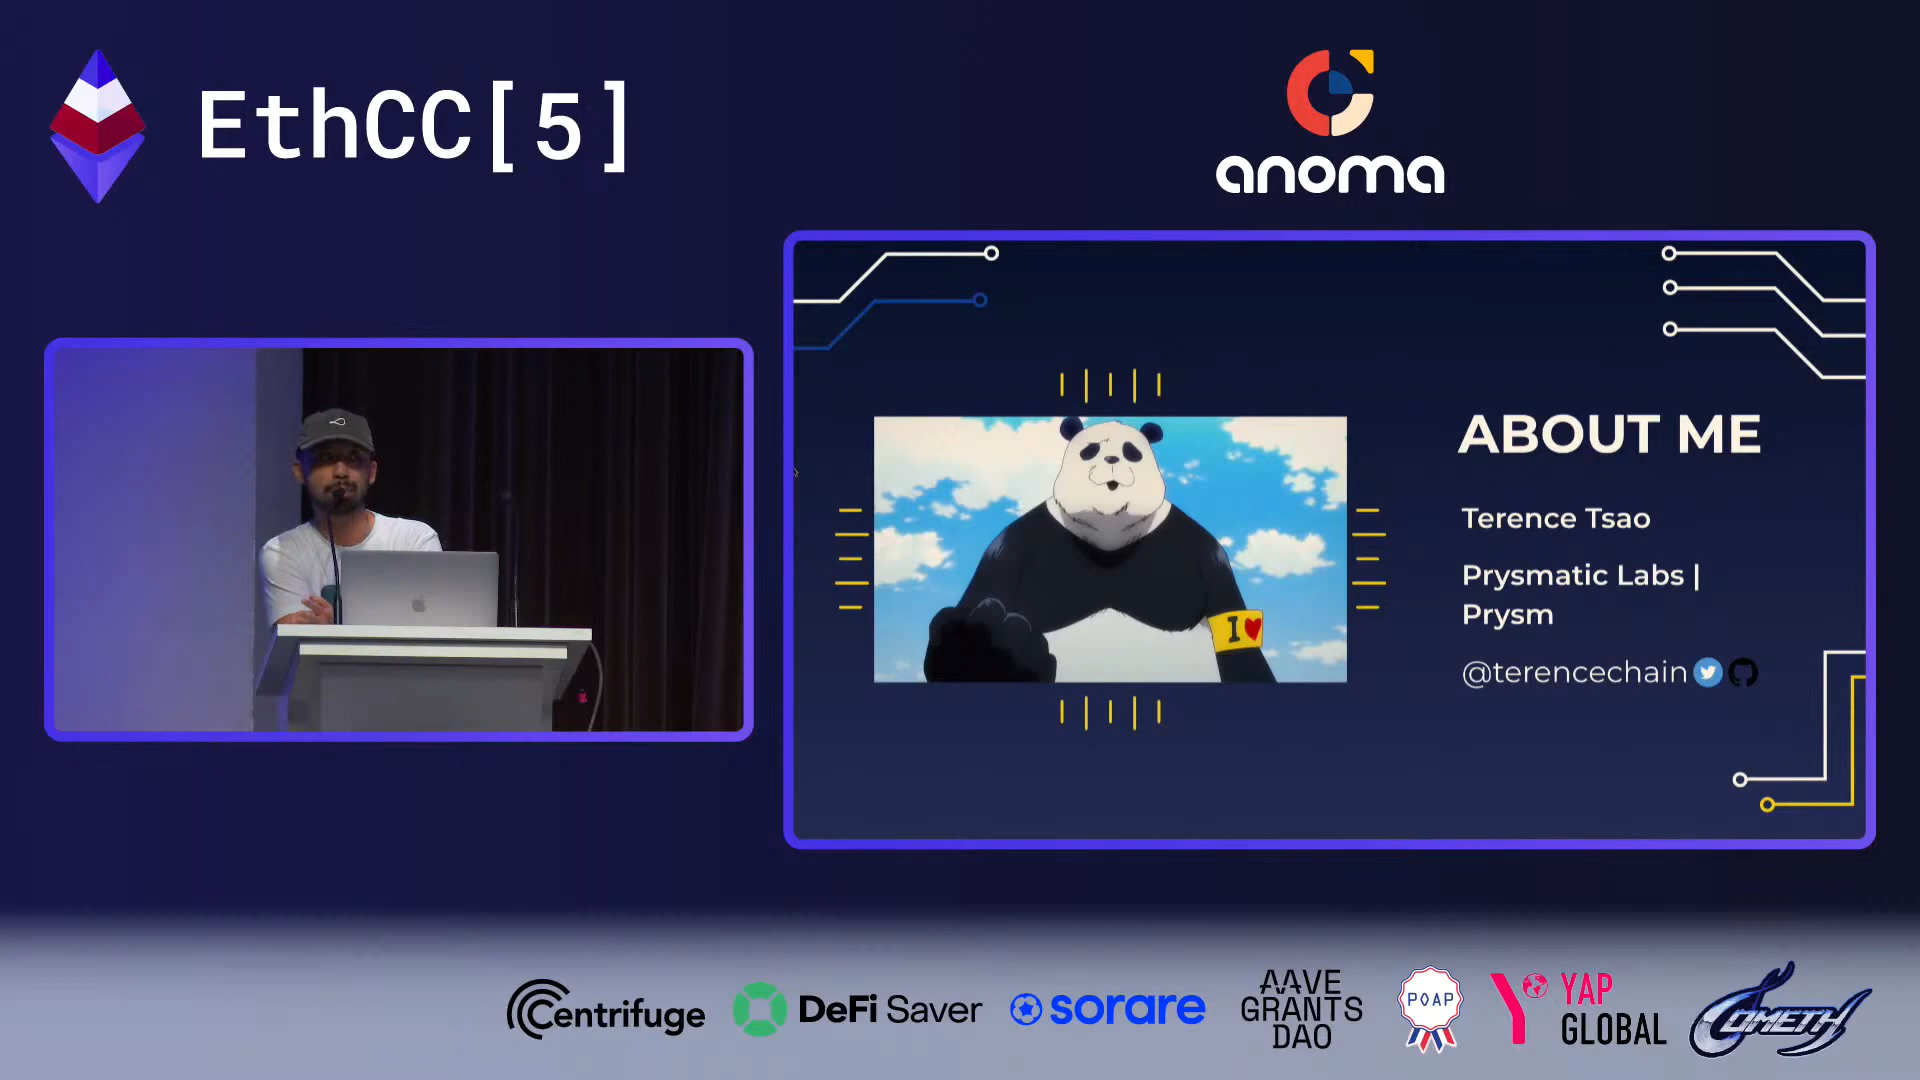 EthCC[5]
anoma
ABOUT ME
Terence Tsao
Prysmatic Labs |
Prysm
@terencechain
I
Centrifuge
DeFi Saver
sorare
AAVE
GRANTS
DAO
POAP
YAP
GLOBAL
COMETH